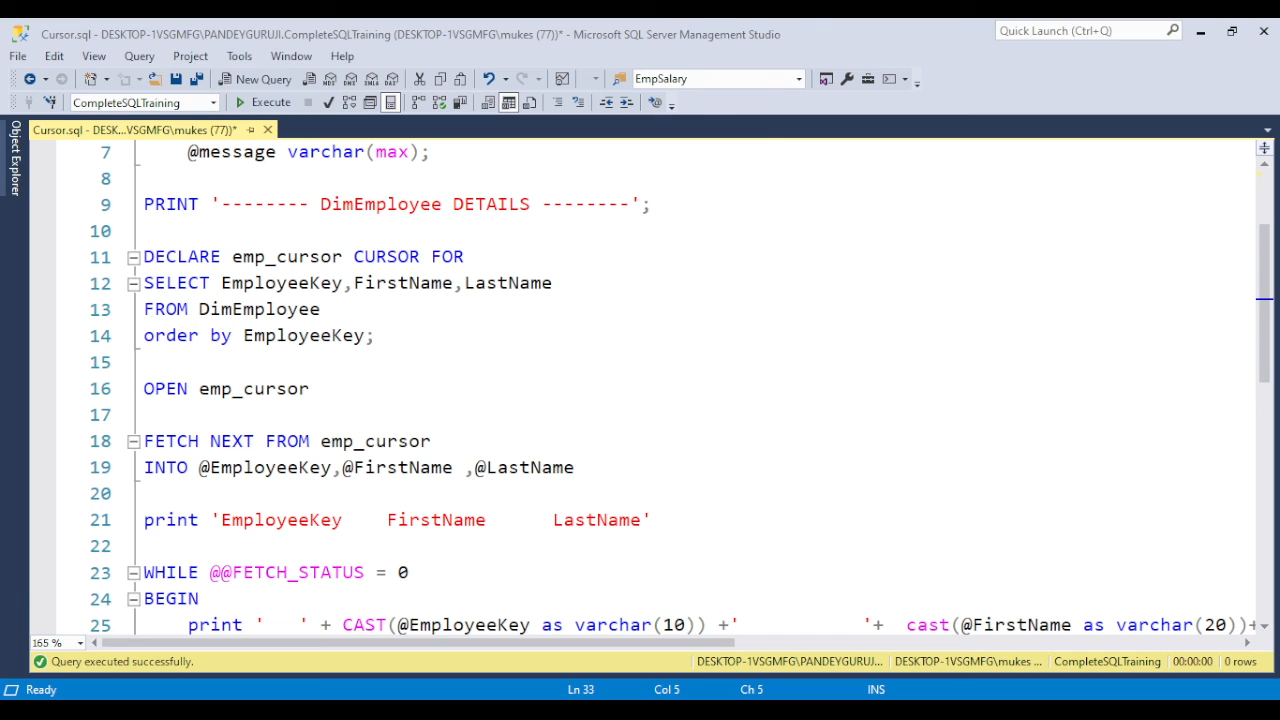 Cursor.sql - DESKTOP-1VSGMFG\PANDEYGURUJI.CompleteSQLTraining (DESKTOP-1VSGMFG\mukes (77))* - Microsoft SQL Server Management Studio
Quick Launch (Ctrl+Q)
File Edit View Query Project Tools Window Help
New Query
MDX DMX XMLA DAX
EmpSalary
CompleteSQLTraining
Execute
Cursor.sql - DESK...VSGMFG\mukes (77))*
Object Explorer
7 @message varchar(max);
8
9 PRINT '-------- DimEmployee DETAILS --------';
10
11 DECLARE emp_cursor CURSOR FOR
12 SELECT EmployeeKey,FirstName,LastName
13 FROM DimEmployee
14 order by EmployeeKey;
15
16 OPEN emp_cursor
17
18 FETCH NEXT FROM emp_cursor
19 INTO @EmployeeKey,@FirstName ,@LastName
20
21 print 'EmployeeKey    FirstName      LastName'
22
23 WHILE @@FETCH_STATUS = 0
24 BEGIN
25 print '   ' + CAST(@EmployeeKey as varchar(10)) +'           '+  cast(@FirstName as varchar(20))+
165 %
Query executed successfully.
DESKTOP-1VSGMFG\PANDEYGURUJI... DESKTOP-1VSGMFG\mukes ... CompleteSQLTraining 00:00:00 0 rows
Ready Ln 33 Col 5 Ch 5 INS